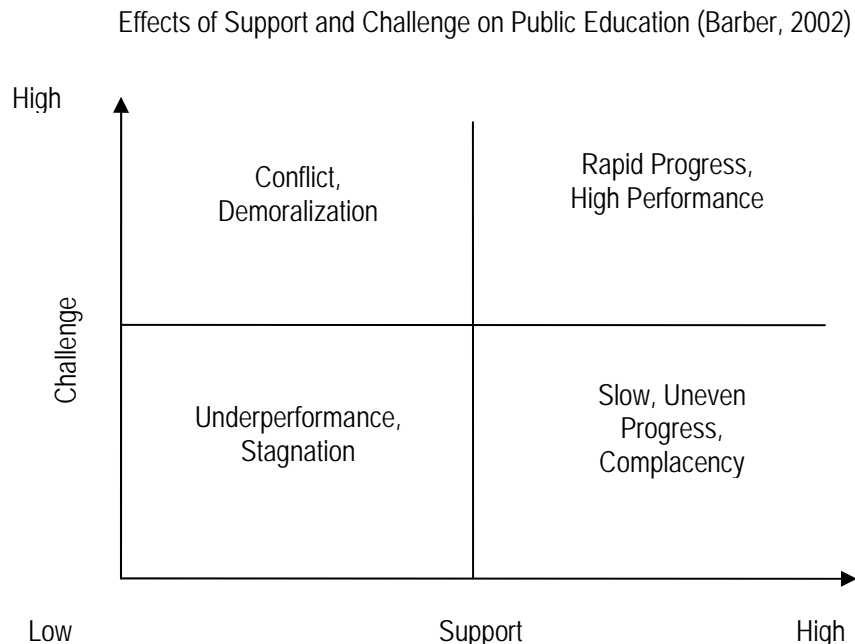 Effects of Support and Challenge on Public Education (Barber, 2002)
High
Conflict,
Demoralization
Rapid Progress,
High Performance
Challenge
Underperformance,
Stagnation
Slow, Uneven
Progress,
Complacency
Low
Support
High